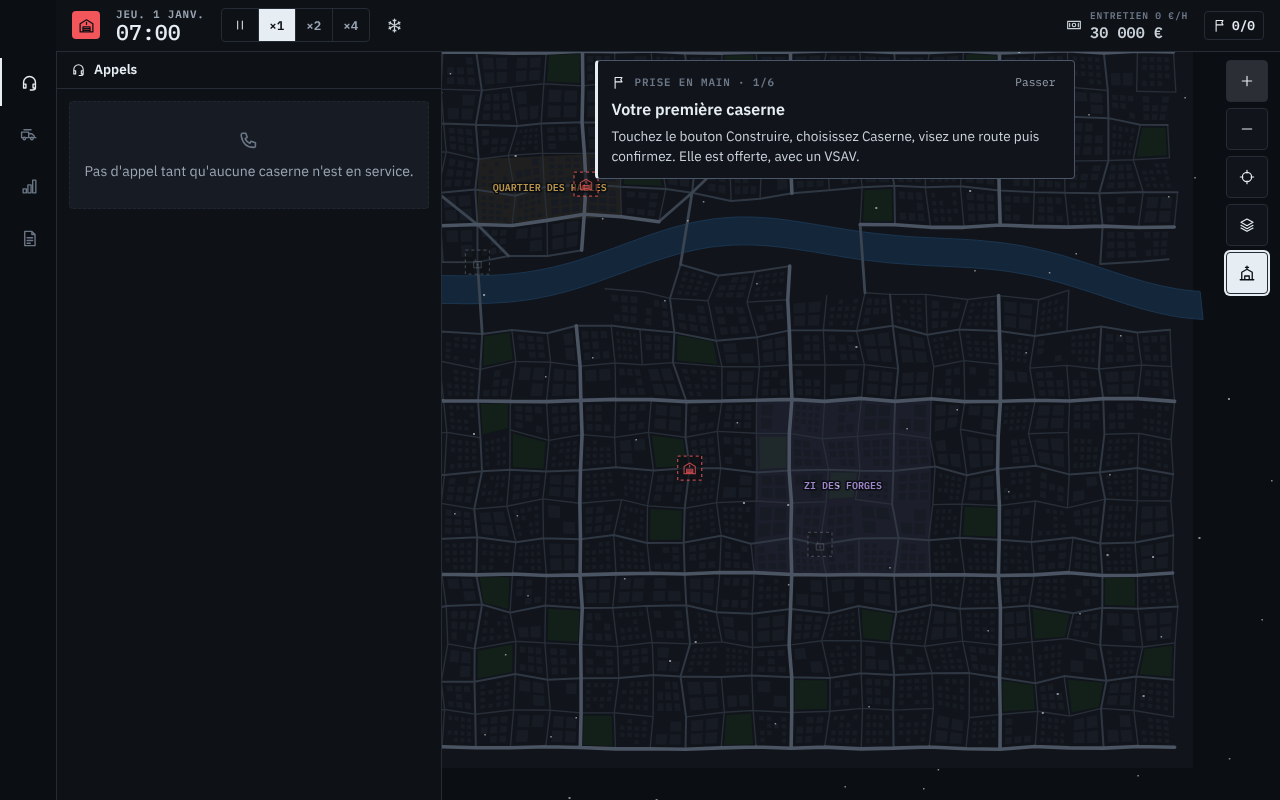 JEU. 1 JANV.
07:00
×1
×2
×4
ENTRETIEN 0 €/H
30 000 €
0/0
Appels
Pas d'appel tant qu'aucune caserne n'est en service.
PRISE EN MAIN · 1/6
Passer
Votre première caserne
Touchez le bouton Construire, choisissez Caserne, visez une route puis
confirmez. Elle est offerte, avec un VSAV.
QUARTIER DES
ZI DES FORGES